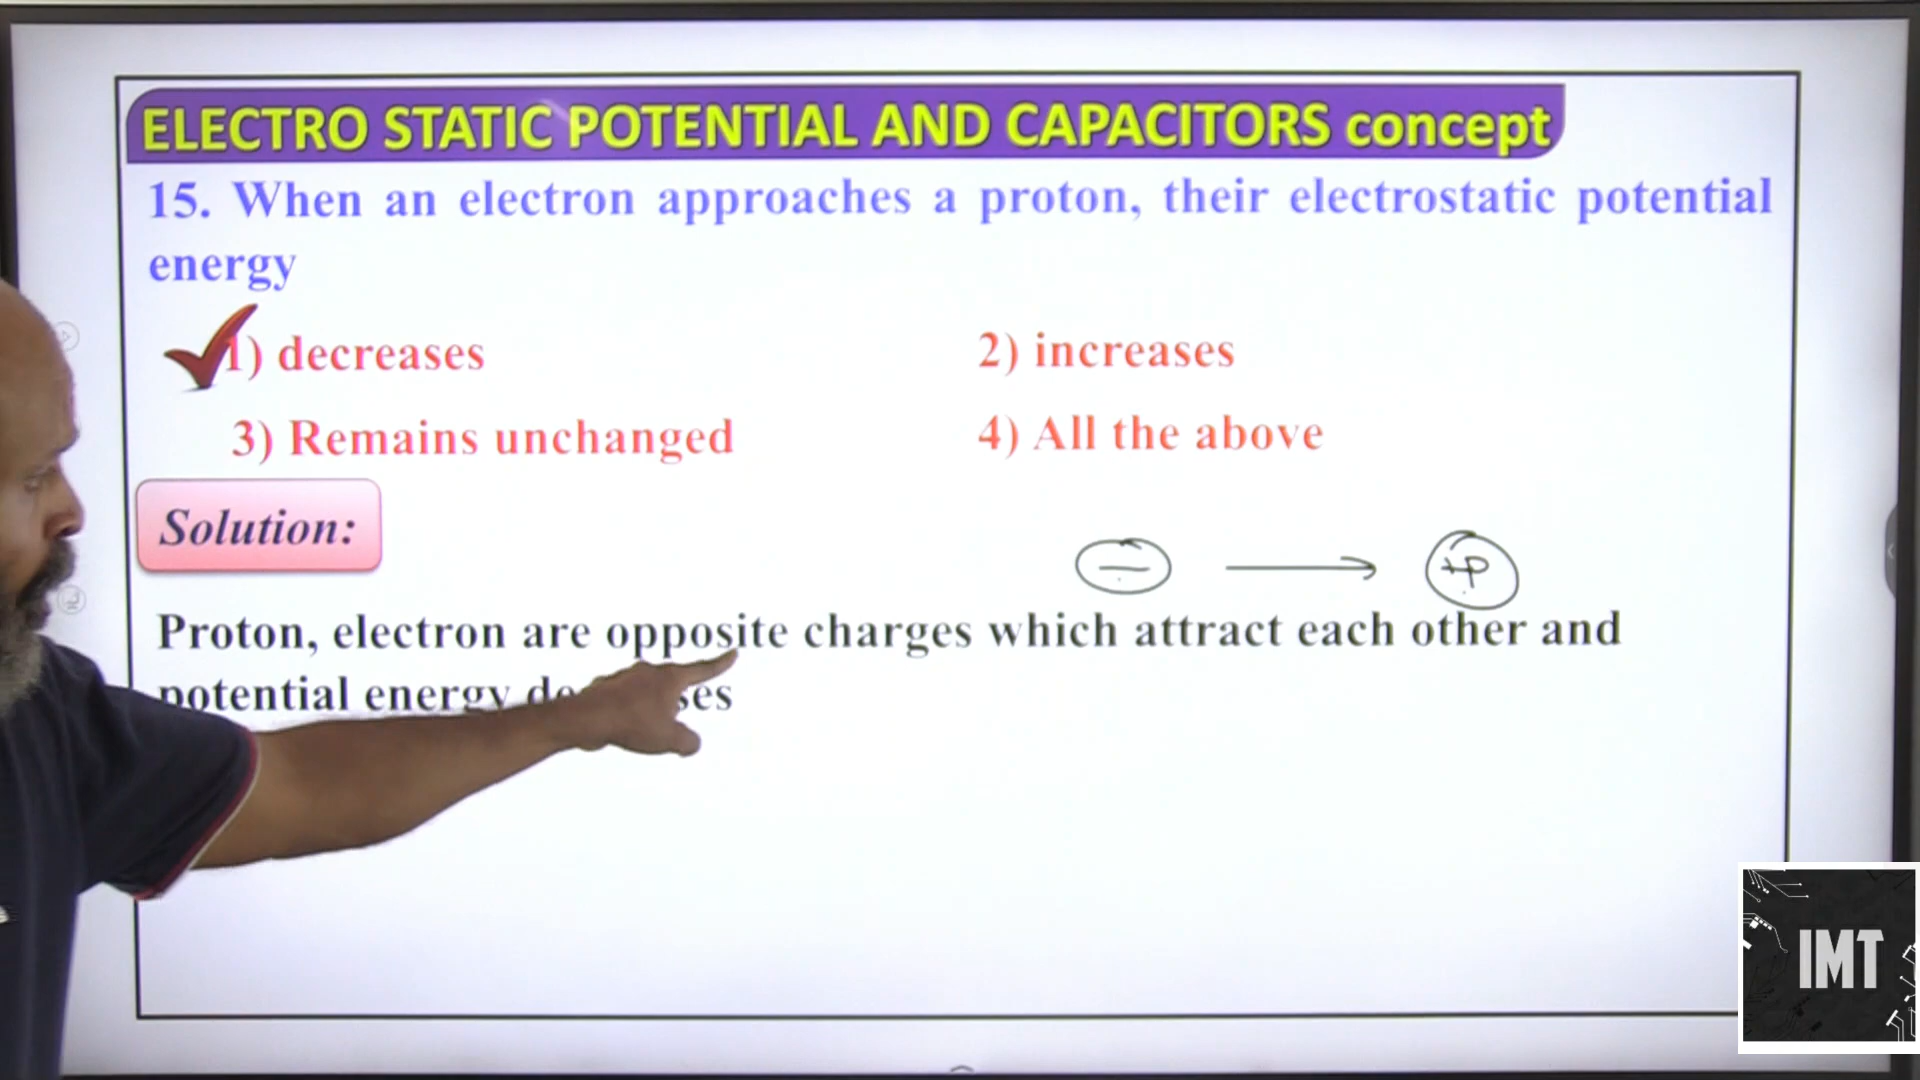 ELECTRO STATIC POTENTIAL AND CAPACITORS concept
15. When an electron approaches a proton, their electrostatic potential
energy
1) decreases
2) increases
3) Remains unchanged
4) All the above
Solution:
− +P
Proton, electron are opposite charges which attract each other and
potential energy
IMT